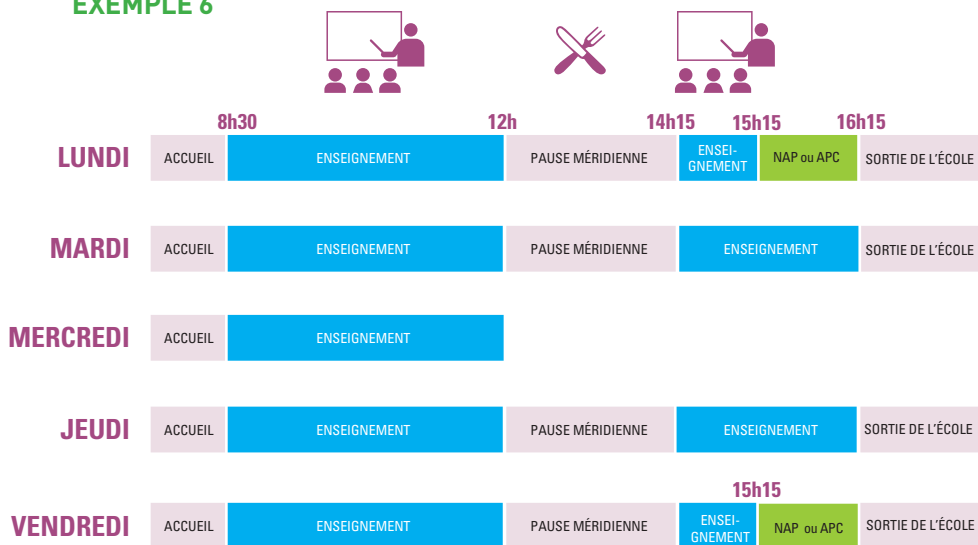 EXEMPLE 6
8h30 12h 14h15 15h15 16h15
LUNDI ACCUEIL ENSEIGNEMENT PAUSE MÉRIDIENNE ENSEI-
GNEMENT NAP ou APC SORTIE DE L'ÉCOLE
MARDI ACCUEIL ENSEIGNEMENT PAUSE MÉRIDIENNE ENSEIGNEMENT SORTIE DE L'ÉCOLE
MERCREDI ACCUEIL ENSEIGNEMENT
JEUDI ACCUEIL ENSEIGNEMENT PAUSE MÉRIDIENNE ENSEIGNEMENT SORTIE DE L'ÉCOLE
15h15
VENDREDI ACCUEIL ENSEIGNEMENT PAUSE MÉRIDIENNE ENSEI-
GNEMENT NAP ou APC SORTIE DE L'ÉCOLE